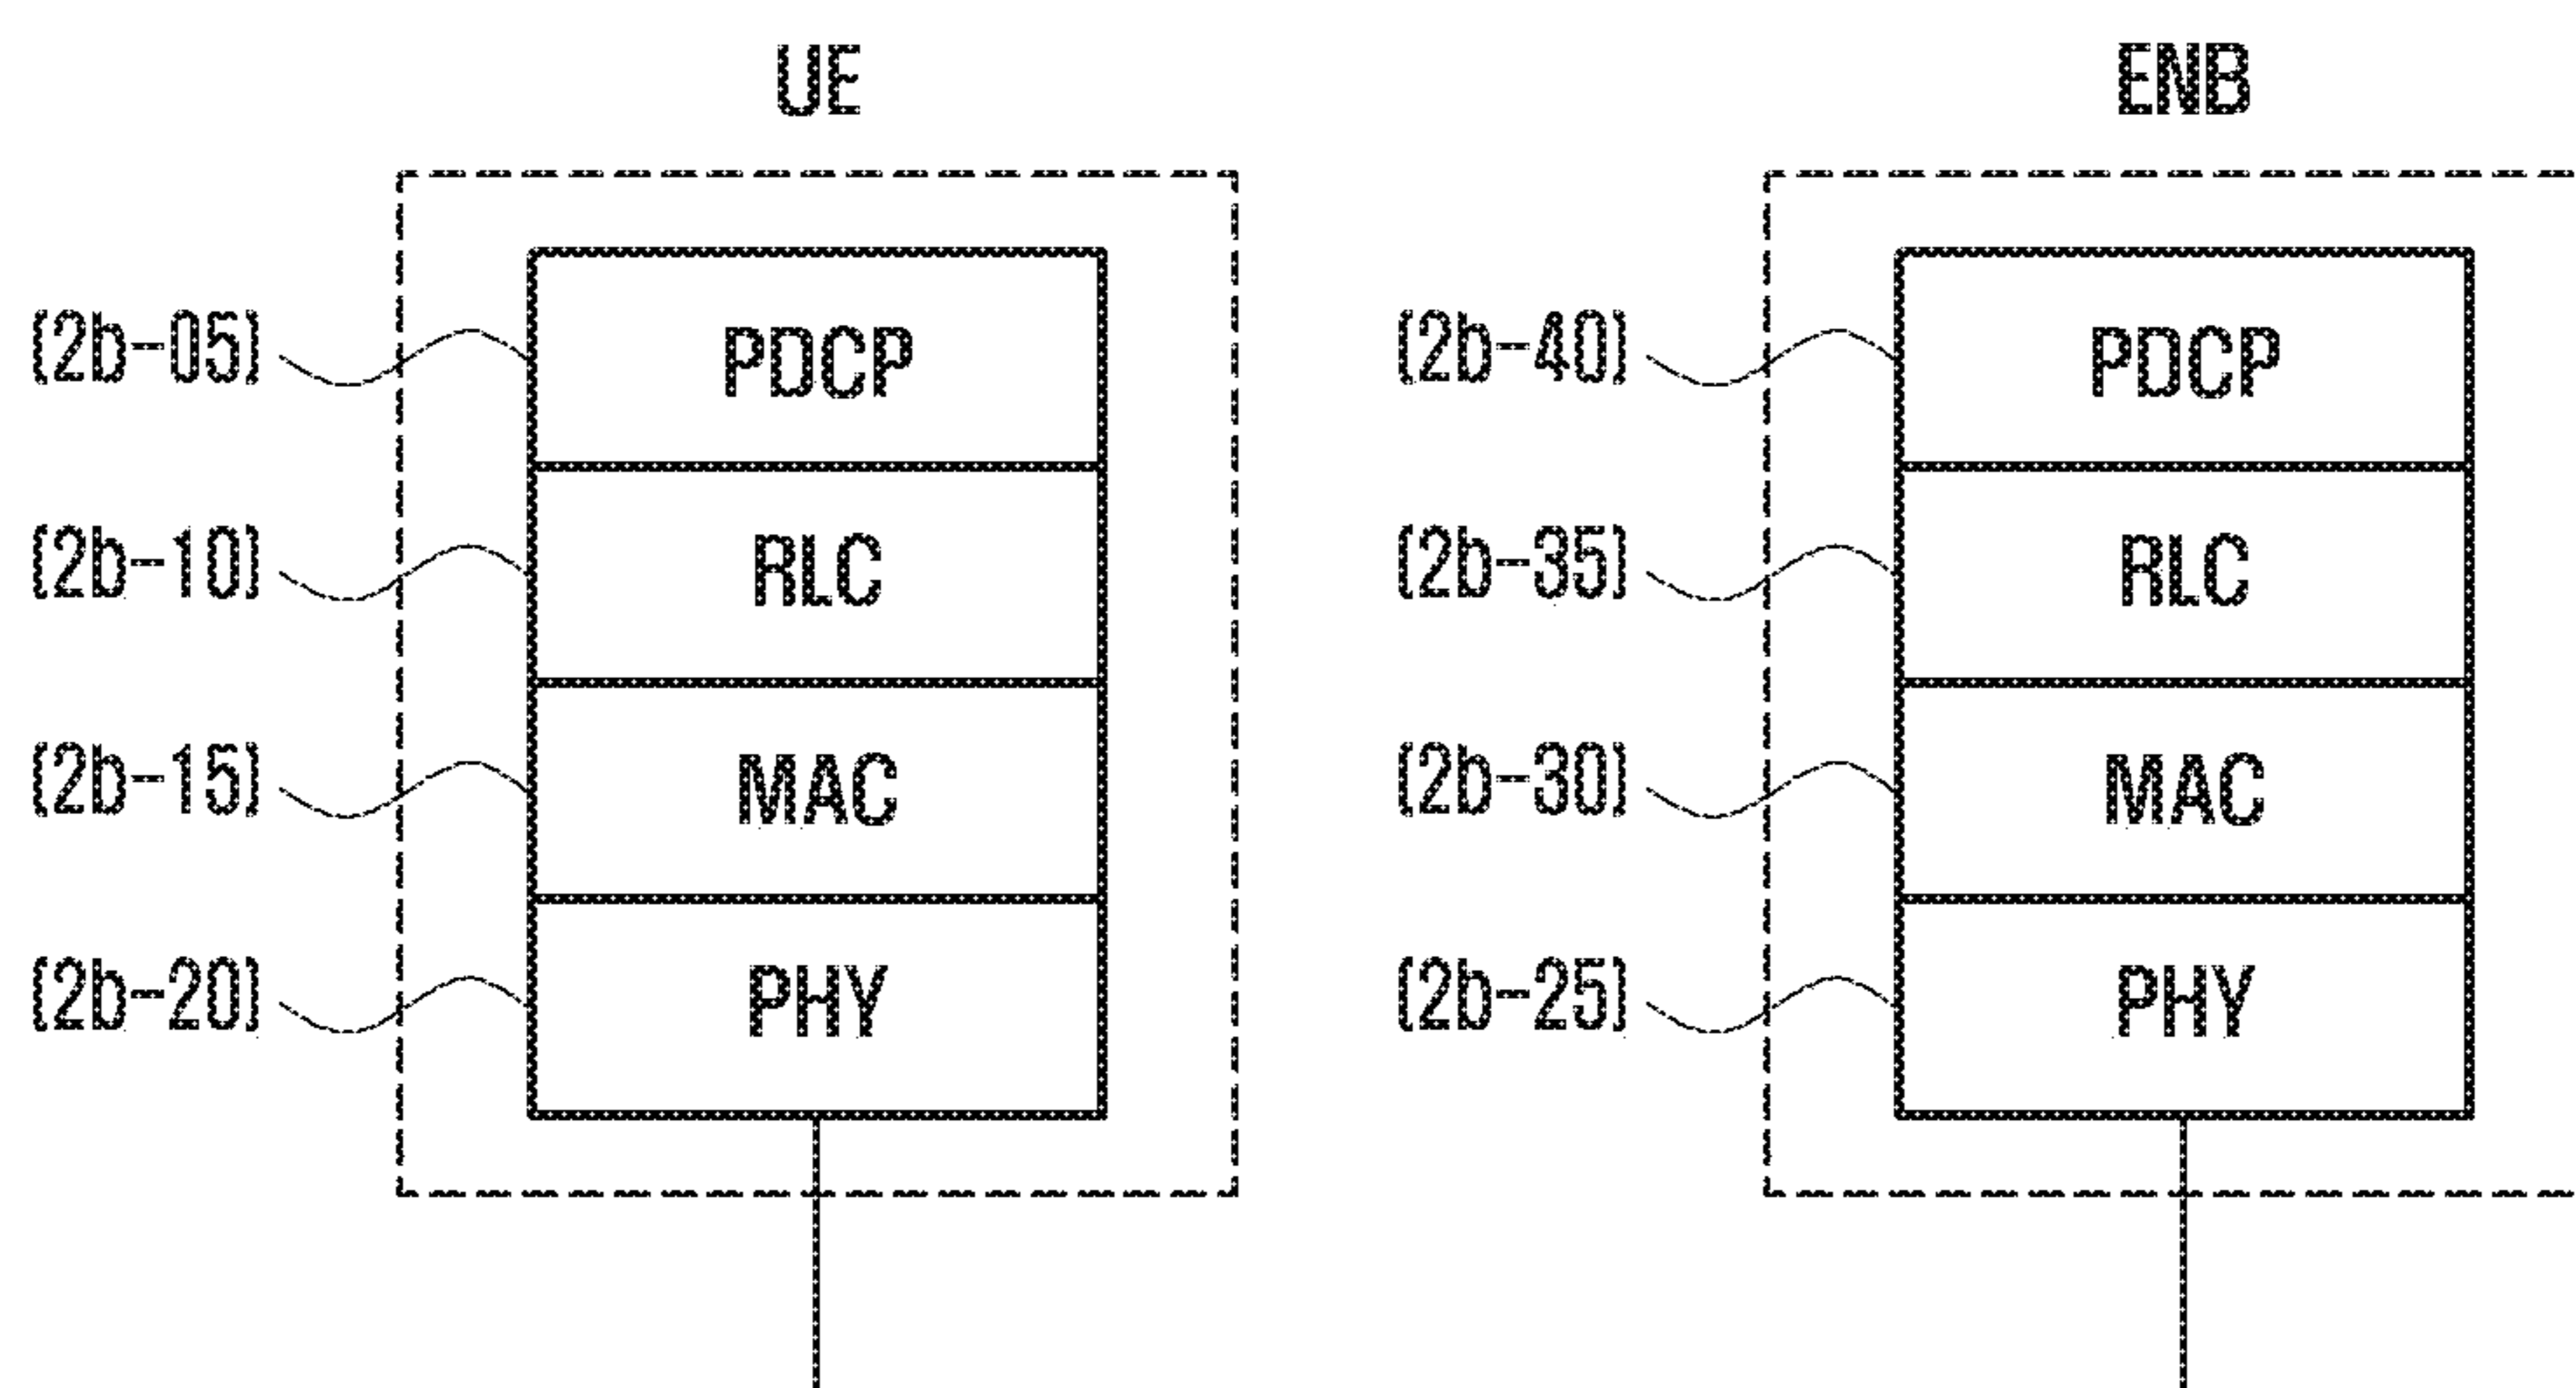 UE
ENB
(2b-05)
PDCP
(2b-40)
PDCP
(2b-10)
RLC
(2b-35)
RLC
(2b-15)
MAC
(2b-30)
MAC
(2b-20)
PHY
(2b-25)
PHY